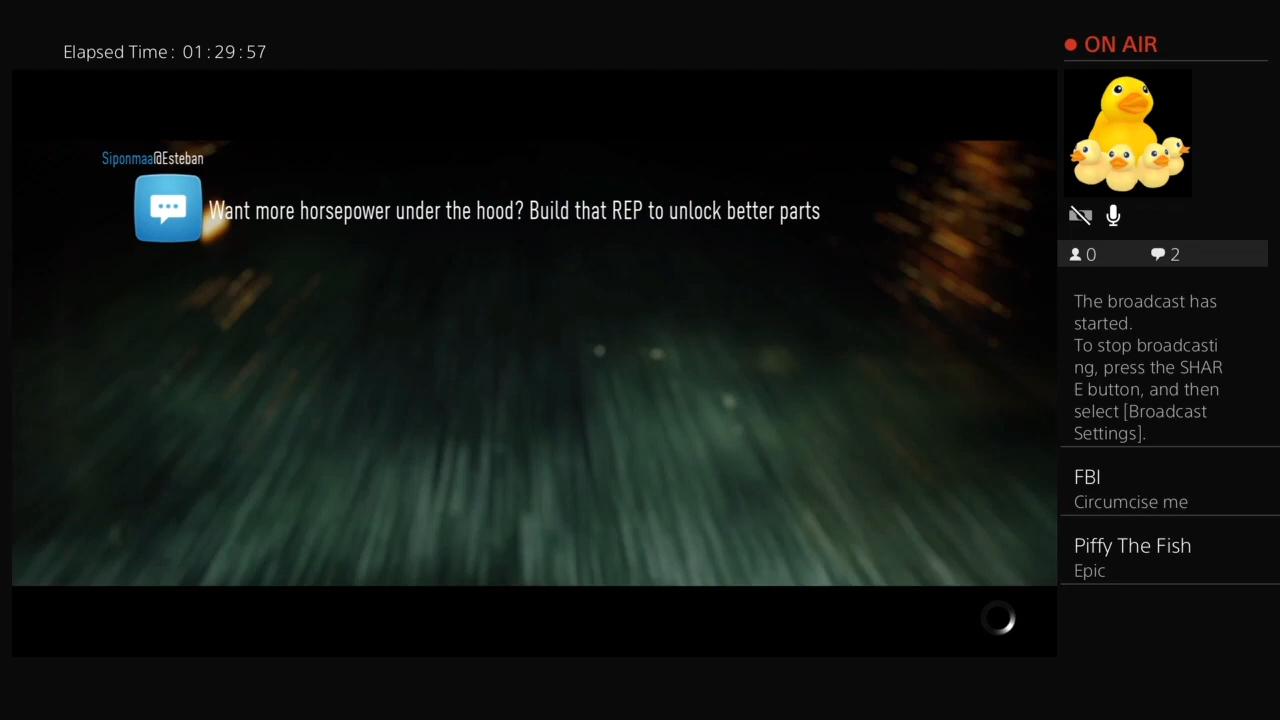 Elapsed Time: 01:29:57
ON AIR
Siponmaa@Esteban
Want more horsepower under the hood? Build that REP to unlock better parts
0 2
The broadcast has
started.
To stop broadcasti
ng, press the SHAR
E button, and then
select [Broadcast
Settings].
FBI
Circumcise me
Piffy The Fish
Epic